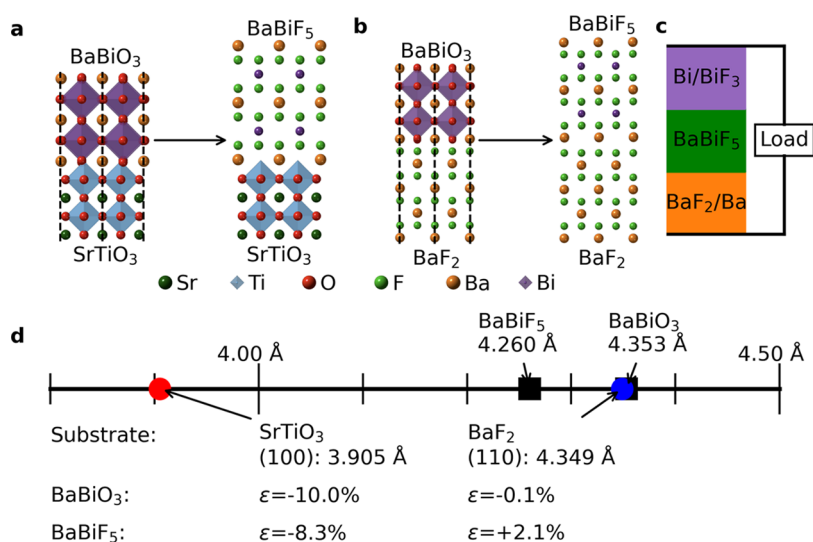 a
BaBiO₃
BaBiF₅
SrTiO₃
SrTiO₃
b
BaBiO₃
BaBiF₅
BaF₂
BaF₂
c
Bi/BiF₃
BaBiF₅
BaF₂/Ba
Load
Sr Ti O F Ba Bi
d
4.00 Å
BaBiF₅
4.260 Å
BaBiO₃
4.353 Å
4.50 Å
Substrate:
SrTiO₃
(100): 3.905 Å
BaF₂
(110): 4.349 Å
BaBiO₃: ε=-10.0% ε=-0.1%
BaBiF₅: ε=-8.3% ε=+2.1%